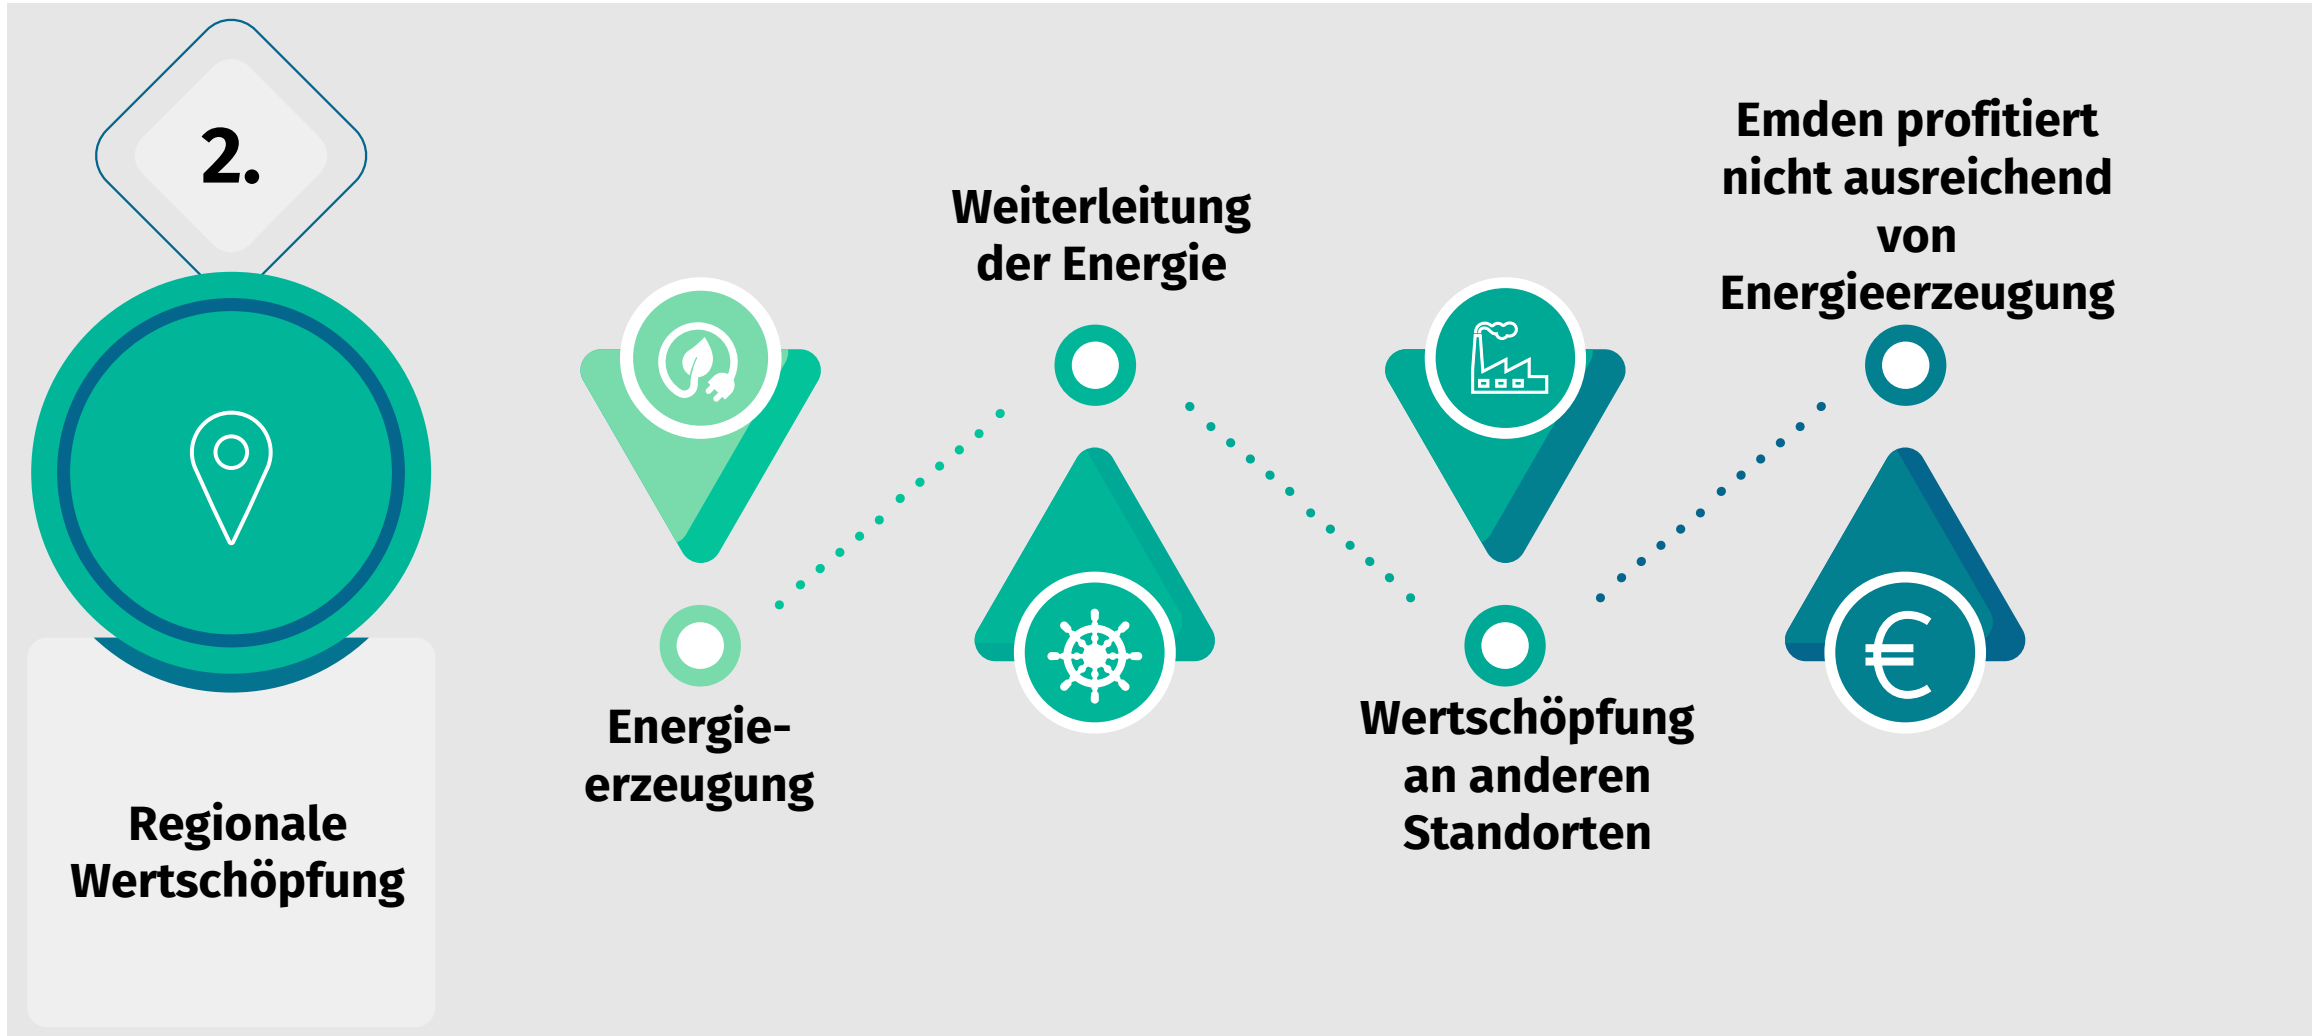 2.
Regionale
Wertschöpfung
Energie-
erzeugung
Weiterleitung
der Energie
Wertschöpfung
an anderen
Standorten
Emden profitiert
nicht ausreichend
von
Energieerzeugung
€